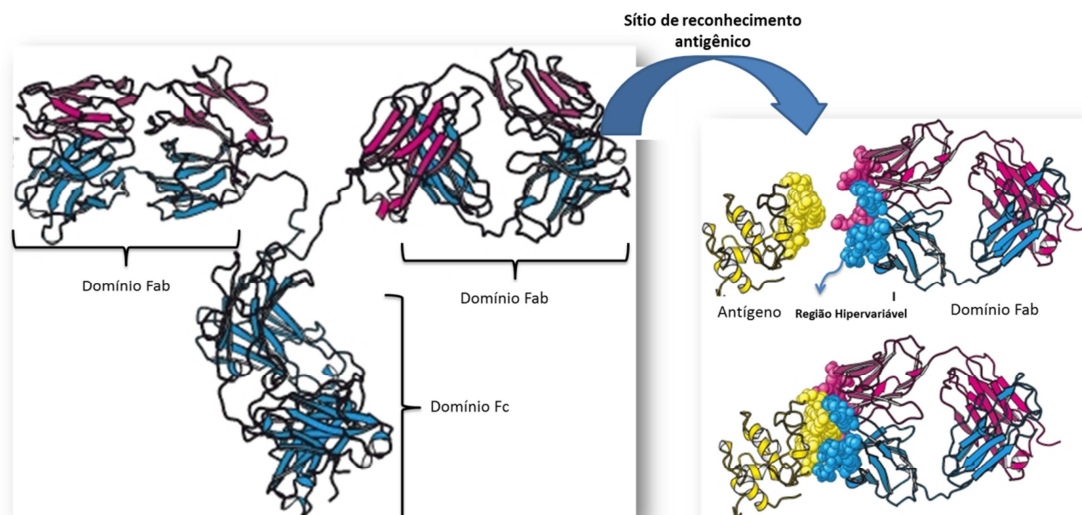 Sítio de reconhecimento
antigênico
Domínio Fab
Domínio Fab
Domínio Fc
Antígeno
Região Hipervariável
Domínio Fab